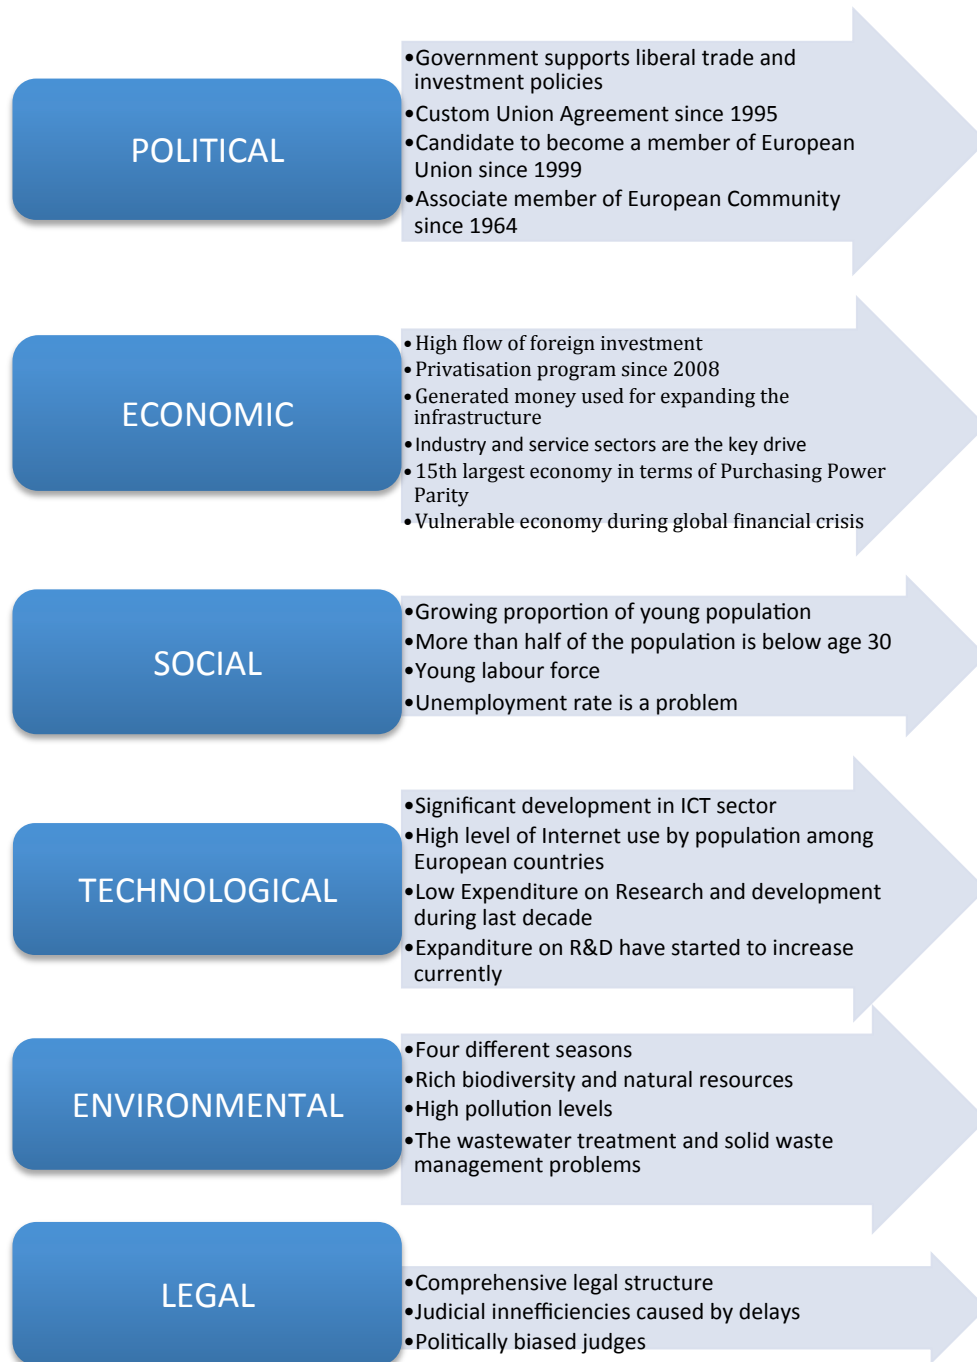 POLITICAL
•Government supports liberal trade and
investment policies
•Custom Union Agreement since 1995
•Candidate to become a member of European
Union since 1999
•Associate member of European Community
since 1964
ECONOMIC
•High flow of foreign investment
•Privatisation program since 2008
•Generated money used for expanding the
infrastructure
•Industry and service sectors are the key drive
•15th largest economy in terms of Purchasing Power
Parity
•Vulnerable economy during global financial crisis
SOCIAL
•Growing proportion of young population
•More than half of the population is below age 30
•Young labour force
•Unemployment rate is a problem
TECHNOLOGICAL
•Significant development in ICT sector
•High level of Internet use by population among
European countries
•Low Expenditure on Research and development
during last decade
•Expanditure on R&D have started to increase
currently
ENVIRONMENTAL
•Four different seasons
•Rich biodiversity and natural resources
•High pollution levels
•The wastewater treatment and solid waste
management problems
LEGAL
•Comprehensive legal structure
•Judicial innefficiencies caused by delays
•Politically biased judges